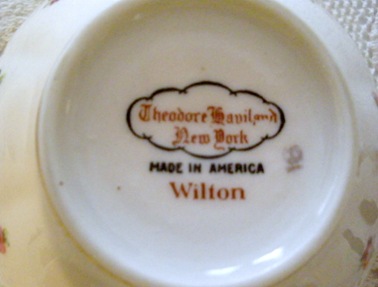 Theodore Haviland
New York
MADE IN AMERICA
Wilton